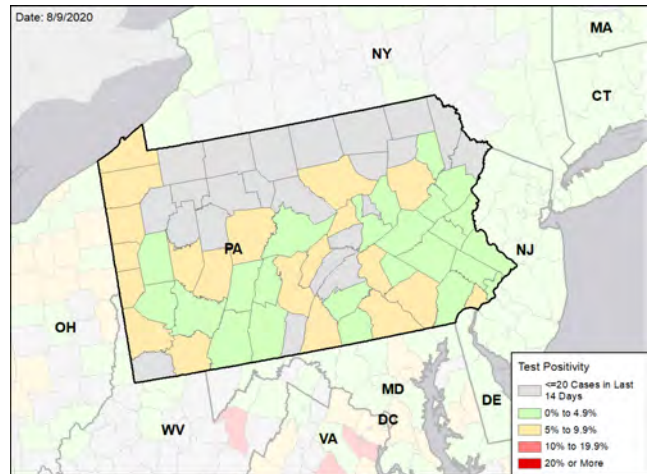 Date: 8/9/2020
NY
MA
CT
PA
NJ
OH
MD
DE
WV
DC
VA
Test Positivity
<=20 Cases in Last
14 Days
0% to 4.9%
5% to 9.9%
10% to 19.9%
20% or More